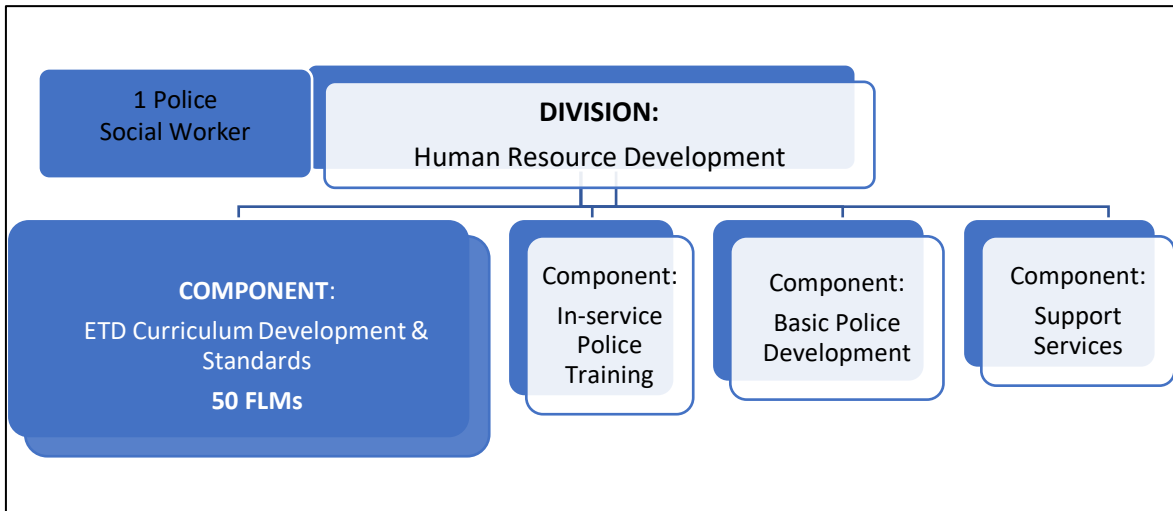 1 Police
Social Worker
DIVISION:
Human Resource Development
COMPONENT:
ETD Curriculum Development &
Standards
50 FLMs
Component:
In-service
Police
Training
Component:
Basic Police
Development
Component:
Support
Services